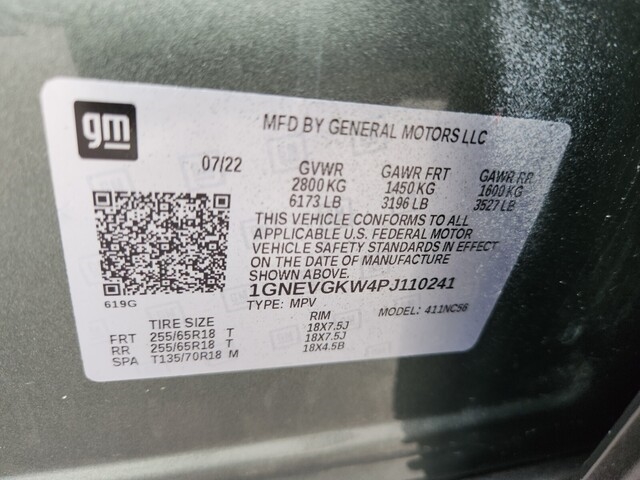 gm
MFD BY GENERAL MOTORS LLC
07/22 GVWR GAWR FRT GAWR RR
2800 KG 1450 KG 1600 KG
6173 LB 3196 LB 3527 LB
THIS VEHICLE CONFORMS TO ALL
APPLICABLE U.S. FEDERAL MOTOR
VEHICLE SAFETY STANDARDS IN EFFECT
ON THE DATE OF MANUFACTURE
SHOWN ABOVE.
1GNEVGKW4PJ110241
619G
TYPE: MPV MODEL: 411NC56
TIRE SIZE RIM
FRT 255/65R18 T 18X7.5J
RR 255/65R18 T 18X7.5J
SPA T135/70R18 M 18X4.5B